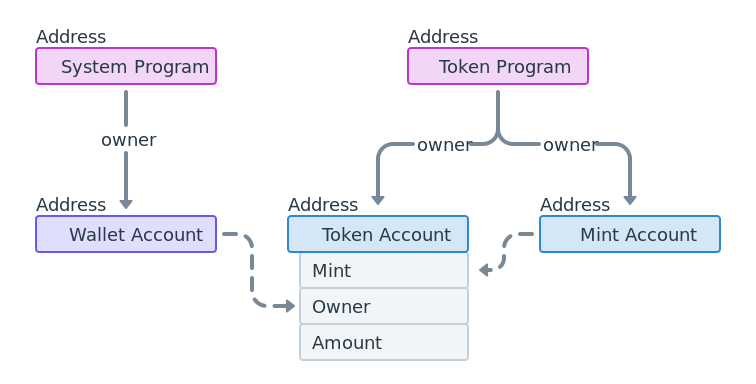 Address
System Program
Address
Token Program
owner
owner
owner
Address
Wallet Account
Address
Token Account
Address
Mint Account
Mint
Owner
Amount